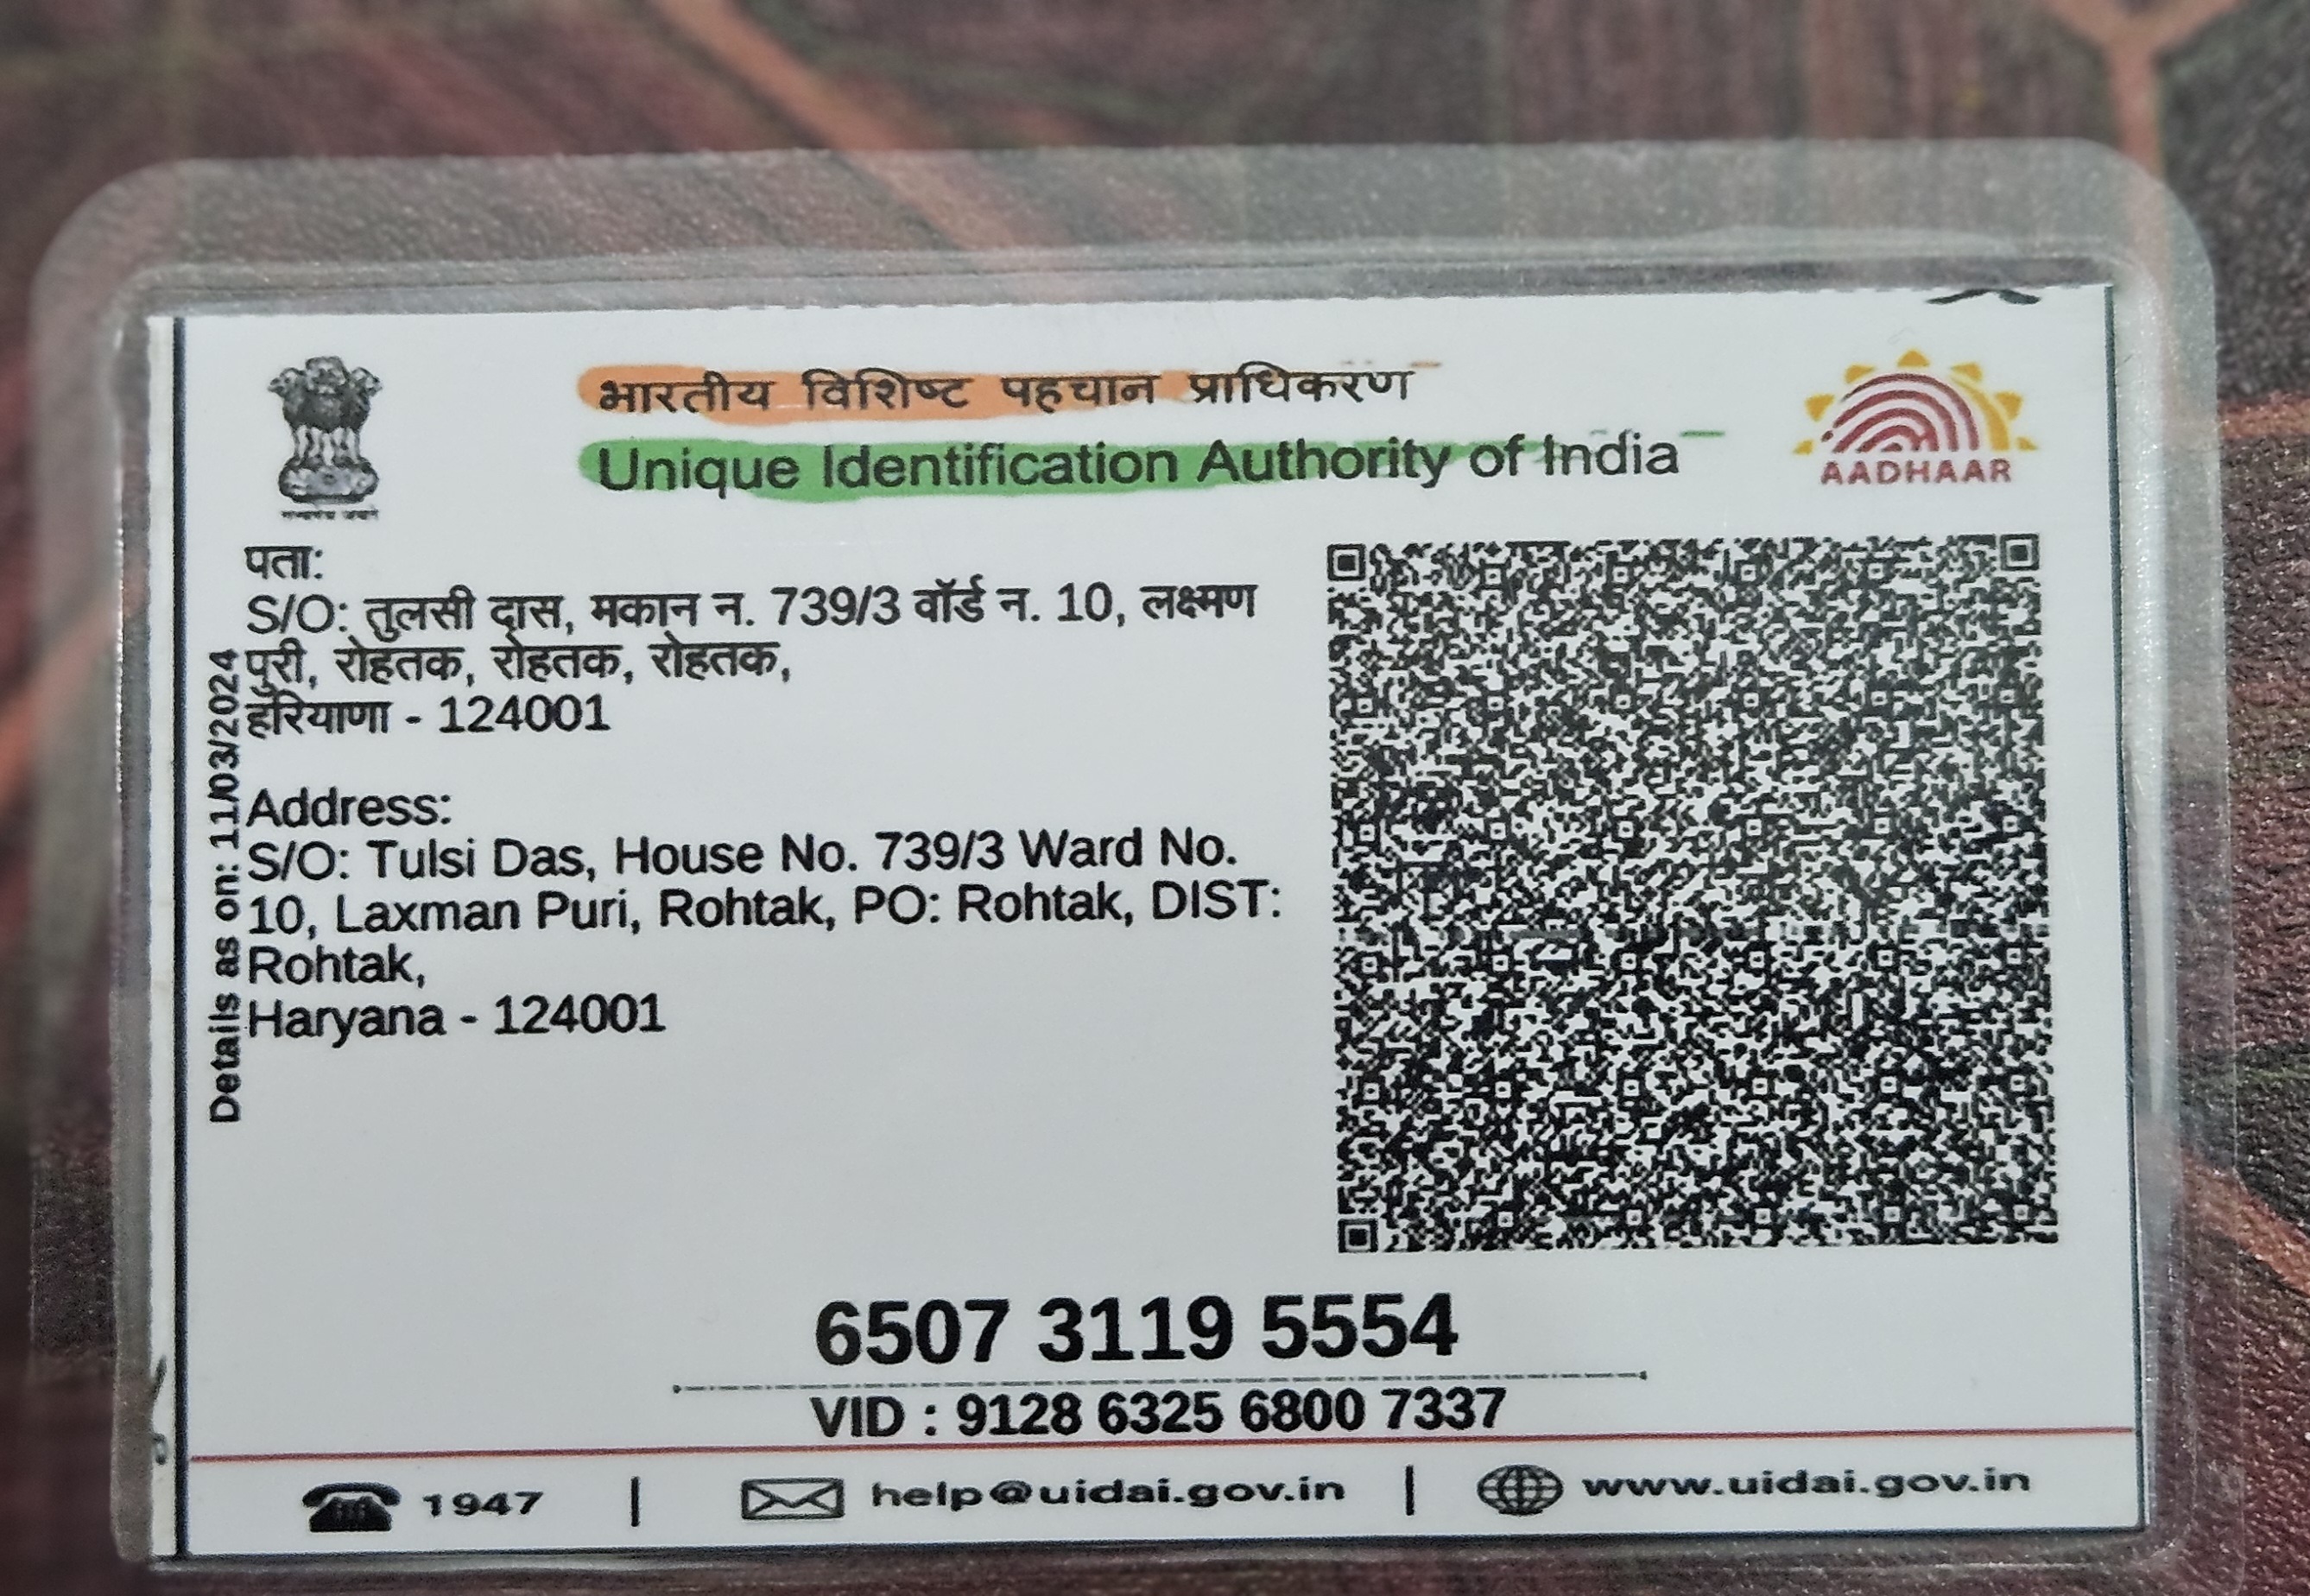 भारतीय विशिष्ट पहचान प्राधिकरण
Unique Identification Authority of India
AADHAAR
पता:
S/O: तुलसी दास, मकान न. 739/3 वॉर्ड न. 10, लक्ष्मण
पुरी, रोहतक, रोहतक, रोहतक,
हरियाणा - 124001
Address:
S/O: Tulsi Das, House No. 739/3 Ward No.
10, Laxman Puri, Rohtak, PO: Rohtak, DIST:
Rohtak,
Haryana - 124001
Details as on: 11/03/2024
6507 3119 5554
VID : 9128 6325 6800 7337
1947 | help@uidai.gov.in | www.uidai.gov.in